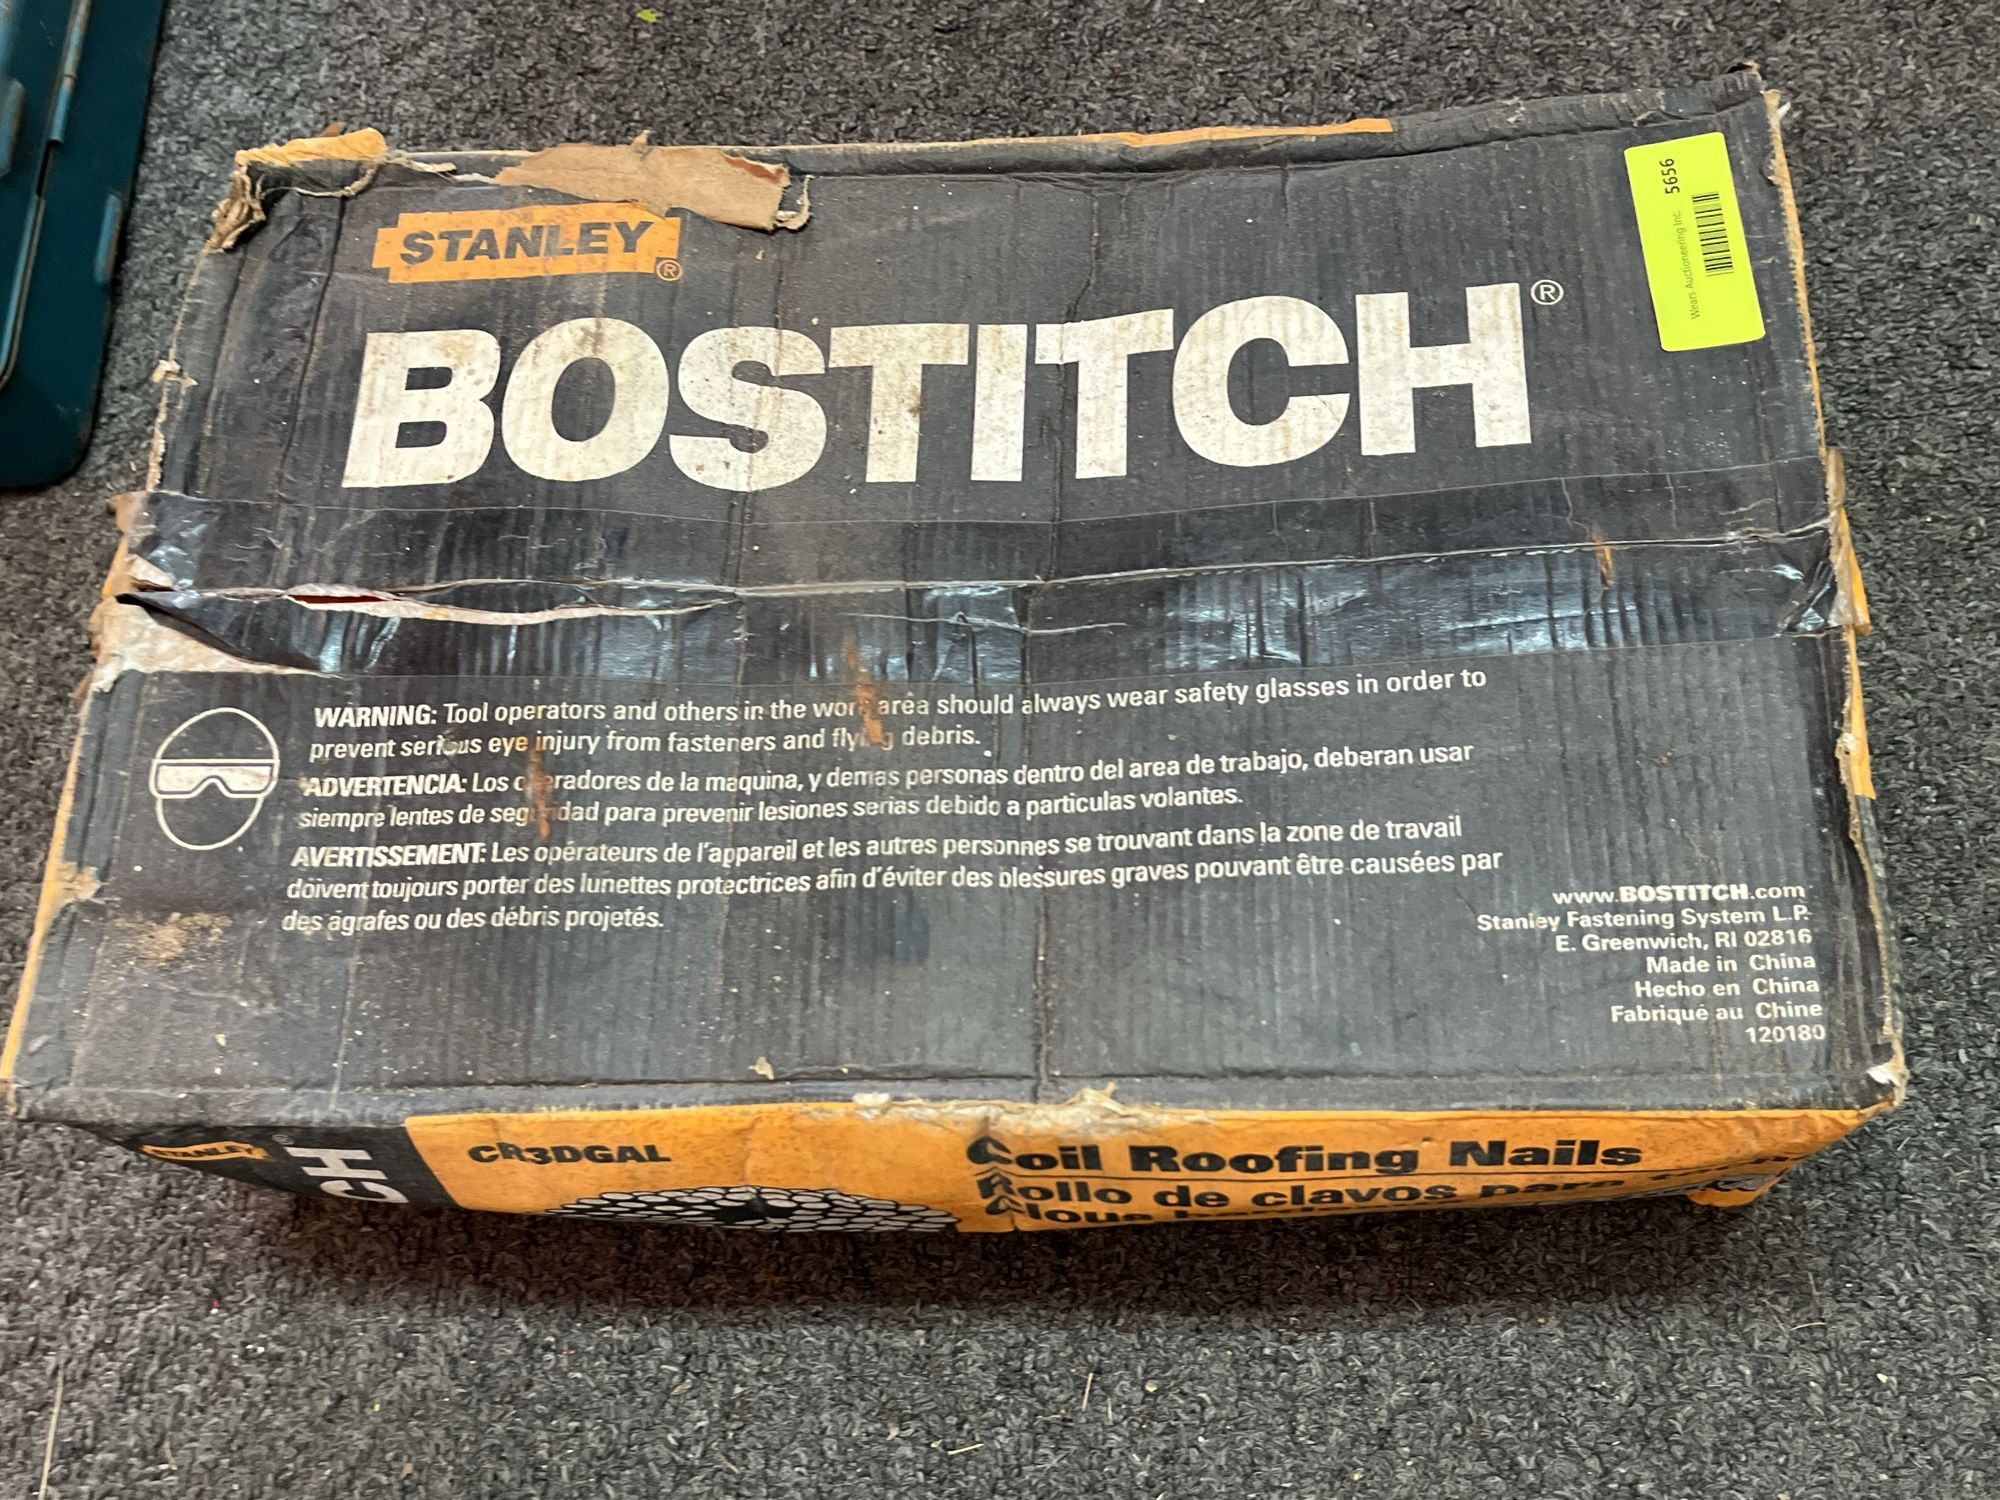 STANLEY®
BOSTITCH®
Wears Auctioneering Inc.
5656
WARNING: Tool operators and others in the work area should always wear safety glasses in order to
prevent serious eye injury from fasteners and flying debris.
ADVERTENCIA: Los operadores de la maquina, y demas personas dentro del area de trabajo, deberan usar
siempre lentes de seguridad para prevenir lesiones serias debido a particulas volantes.
AVERTISSEMENT: Les opérateurs de l'appareil et les autres personnes se trouvant dans la zone de travail
doivent toujours porter des lunettes protectrices afin d'éviter des blessures graves pouvant être causées par
des agrafes ou des débris projetés.
www.BOSTITCH.com
Stanley Fastening System L.P.
E. Greenwich, RI 02816
Made in China
Hecho en China
Fabriqué au Chine
120180
STANLEY
CH
CR3DGAL
Coil Roofing Nails
Rollo de clavos para
Clous